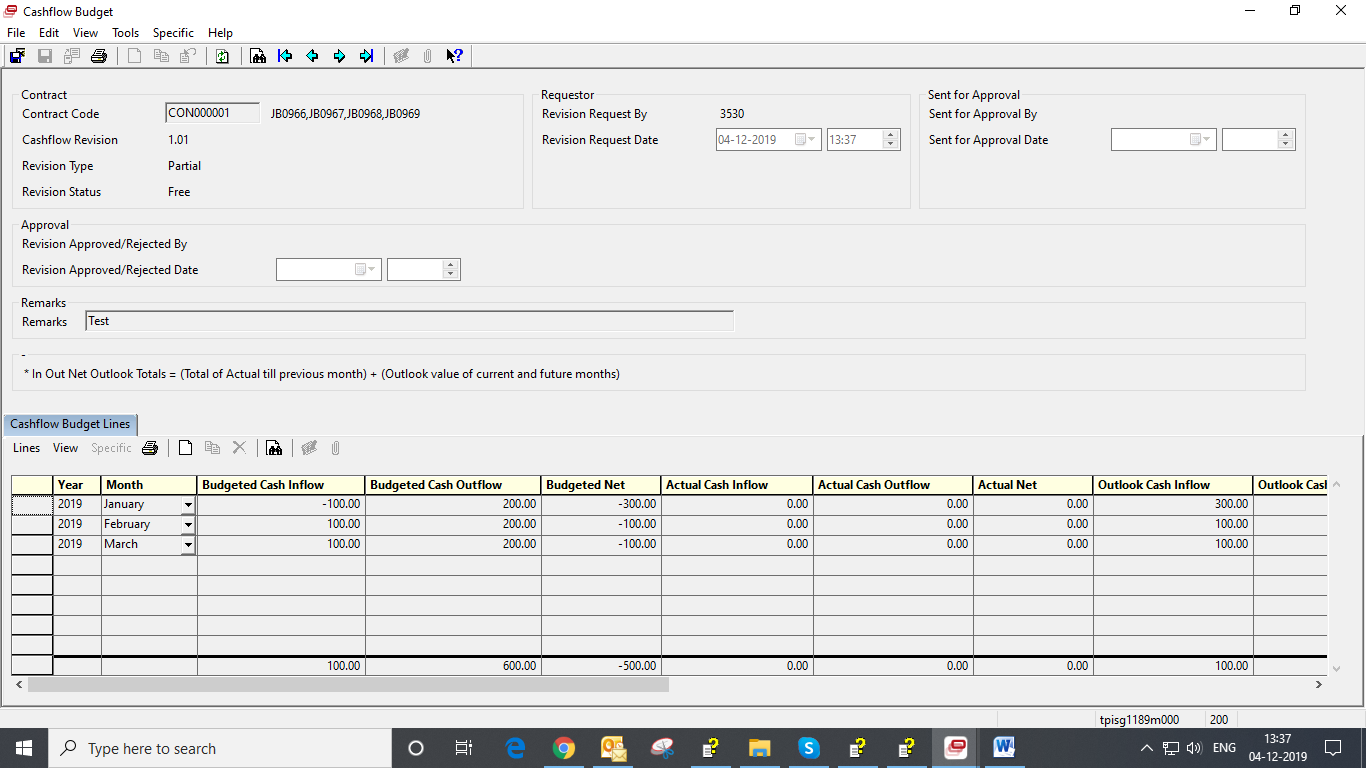 Cashflow Budget
File Edit View Tools Specific Help
Contract
Contract Code CON000001 JB0966,JB0967,JB0968,JB0969
Cashflow Revision 1.01
Revision Type Partial
Revision Status Free
Requestor
Revision Request By 3530
Revision Request Date 04-12-2019 13:37
Sent for Approval
Sent for Approval By
Sent for Approval Date
Approval
Revision Approved/Rejected By
Revision Approved/Rejected Date
Remarks
Remarks Test
-
* In Out Net Outlook Totals = (Total of Actual till previous month) + (Outlook value of current and future months)
Cashflow Budget Lines
Lines View Specific
Year Month Budgeted Cash Inflow Budgeted Cash Outflow Budgeted Net Actual Cash Inflow Actual Cash Outflow Actual Net Outlook Cash Inflow Outlook Cash
2019 January -100.00 200.00 -300.00 0.00 0.00 0.00 300.00
2019 February 100.00 200.00 -100.00 0.00 0.00 0.00 100.00
2019 March 100.00 200.00 -100.00 0.00 0.00 0.00 100.00
100.00 600.00 -500.00 0.00 0.00 0.00 100.00
tpisg1189m000 200
Type here to search
ENG
13:37
04-12-2019